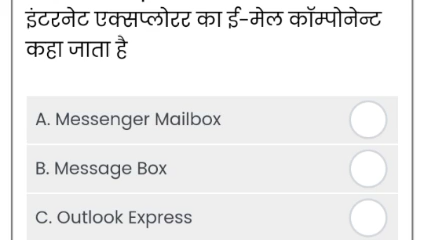 इंटरनेट एक्सप्लोरर का ई-मेल कॉम्पोनेन्ट
कहा जाता है
A. Messenger Mailbox
B. Message Box
C. Outlook Express